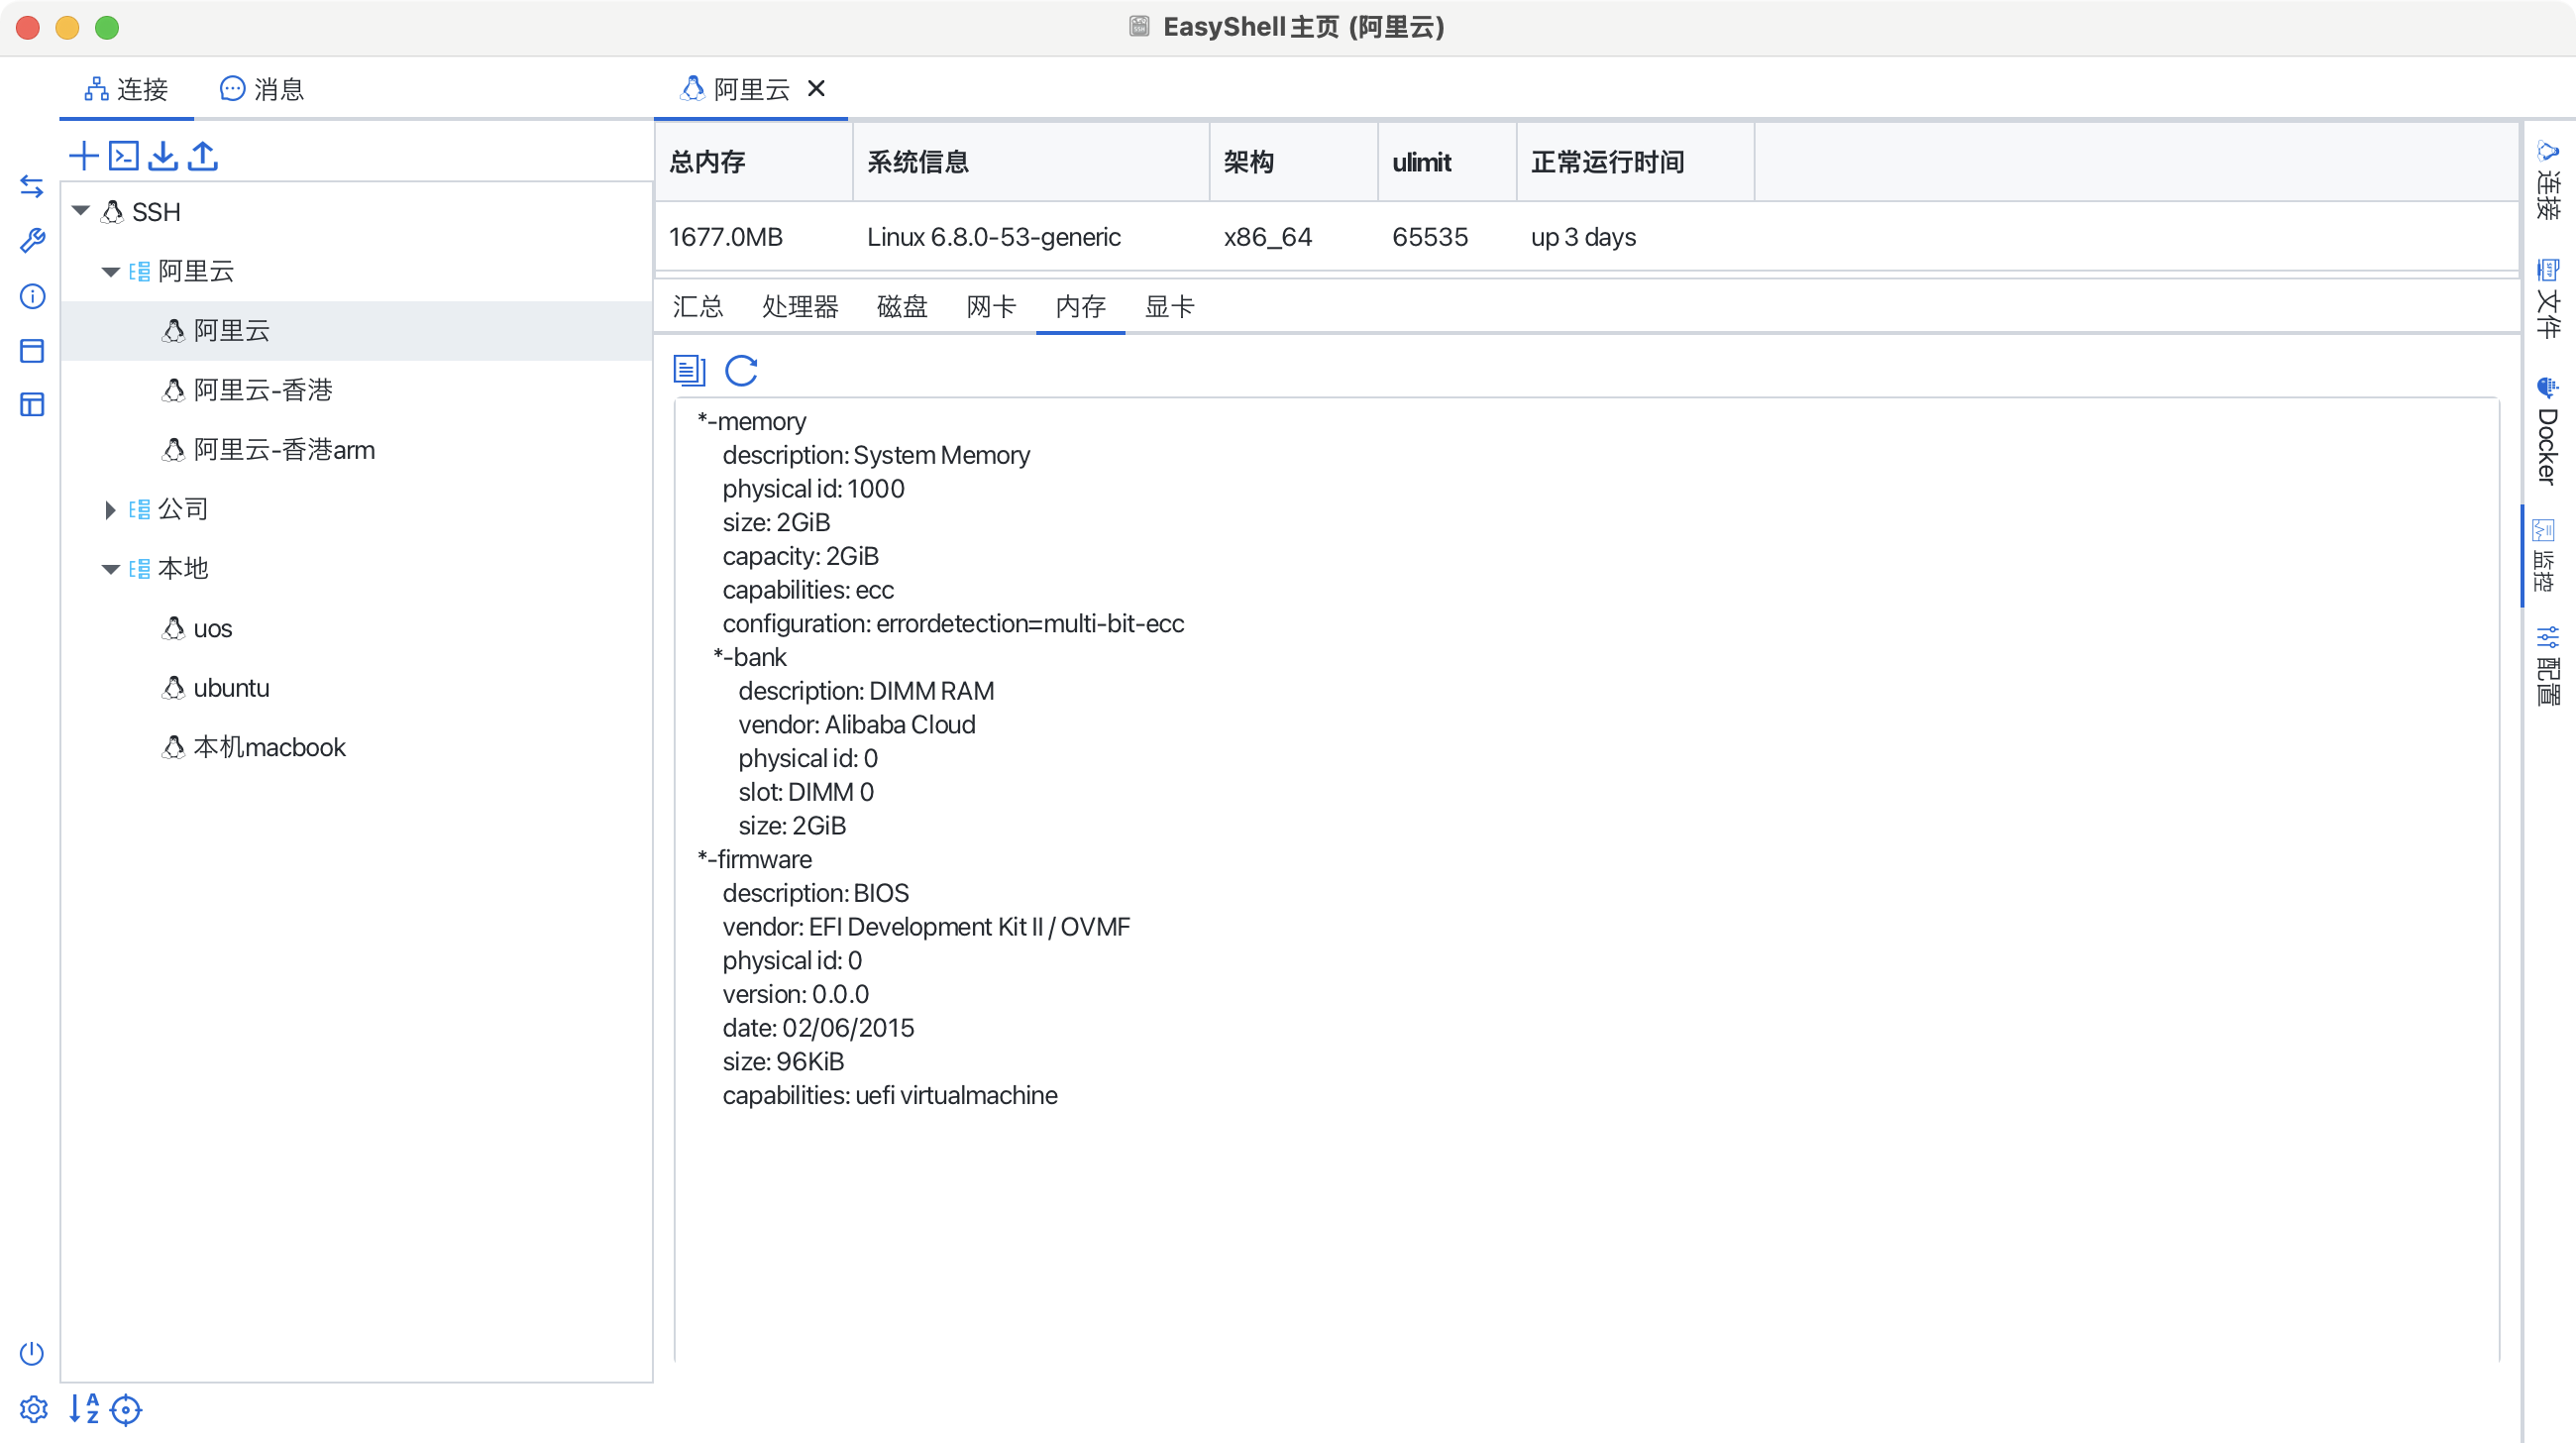 EasyShell主页 (阿里云)
连接
消息
阿里云
SSH
阿里云
阿里云
阿里云-香港
阿里云-香港arm
公司
本地
uos
ubuntu
本机macbook
总内存 系统信息 架构 ulimit 正常运行时间
1677.0MB Linux 6.8.0-53-generic x86_64 65535 up 3 days
汇总 处理器 磁盘 网卡 内存 显卡
*-memory
description: System Memory
physical id: 1000
size: 2GiB
capacity: 2GiB
capabilities: ecc
configuration: errordetection=multi-bit-ecc
*-bank
description: DIMM RAM
vendor: Alibaba Cloud
physical id: 0
slot: DIMM 0
size: 2GiB
*-firmware
description: BIOS
vendor: EFI Development Kit II / OVMF
physical id: 0
version: 0.0.0
date: 02/06/2015
size: 96KiB
capabilities: uefi virtualmachine
连接
文件
Docker
监控
配置